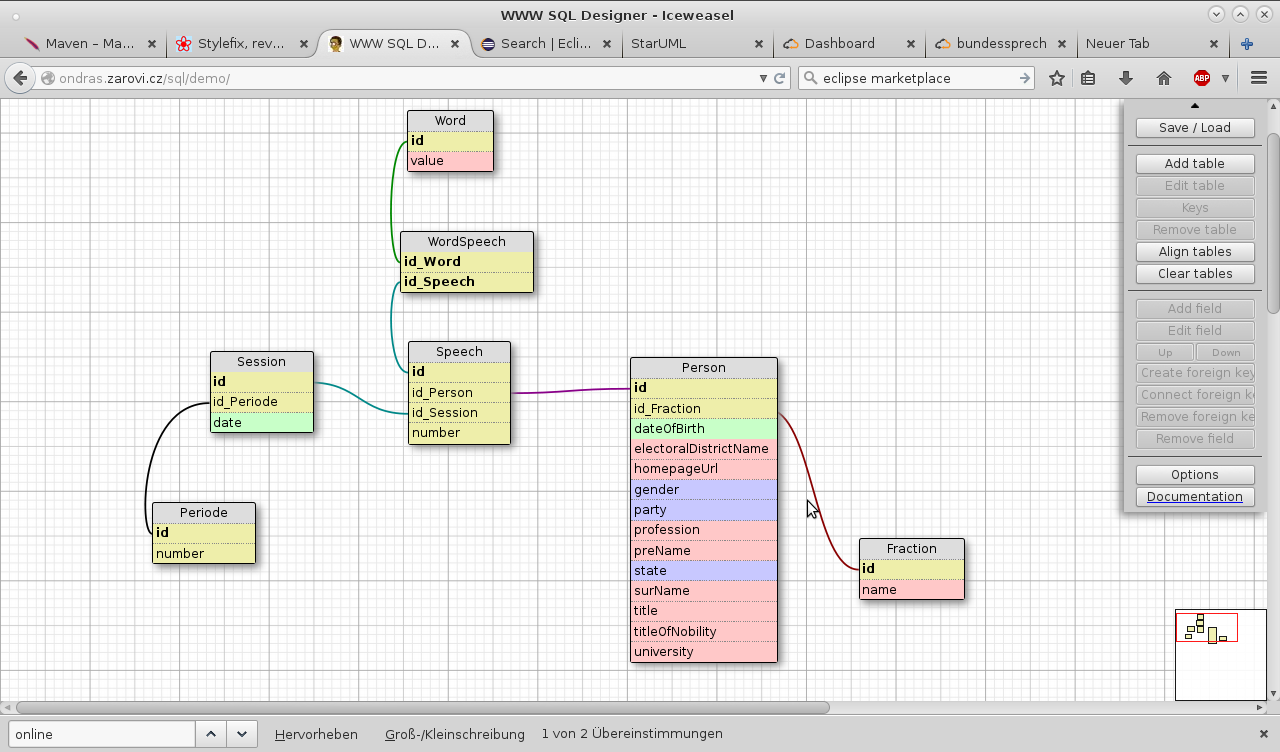 WWW SQL Designer - Iceweasel
Maven – Ma...
Stylefix, rev...
WWW SQL D...
Search | Ecli...
StarUML
Dashboard
bundessprech
Neuer Tab
ondras.zarovi.cz/sql/demo/
eclipse marketplace
ABP
Word
id
value
WordSpeech
id_Word
id_Speech
Session
id
id_Periode
date
Speech
id
id_Person
id_Session
number
Periode
id
number
Person
id
id_Fraction
dateOfBirth
electoralDistrictName
homepageUrl
gender
party
profession
preName
state
surName
title
titleOfNobility
university
Fraction
id
name
Save / Load
Add table
Edit table
Keys
Remove table
Align tables
Clear tables
Add field
Edit field
Up Down
Create foreign key
Connect foreign ke
Remove foreign ke
Remove field
Options
Documentation
online
Hervorheben
Groß-/Kleinschreibung
1 von 2 Übereinstimmungen